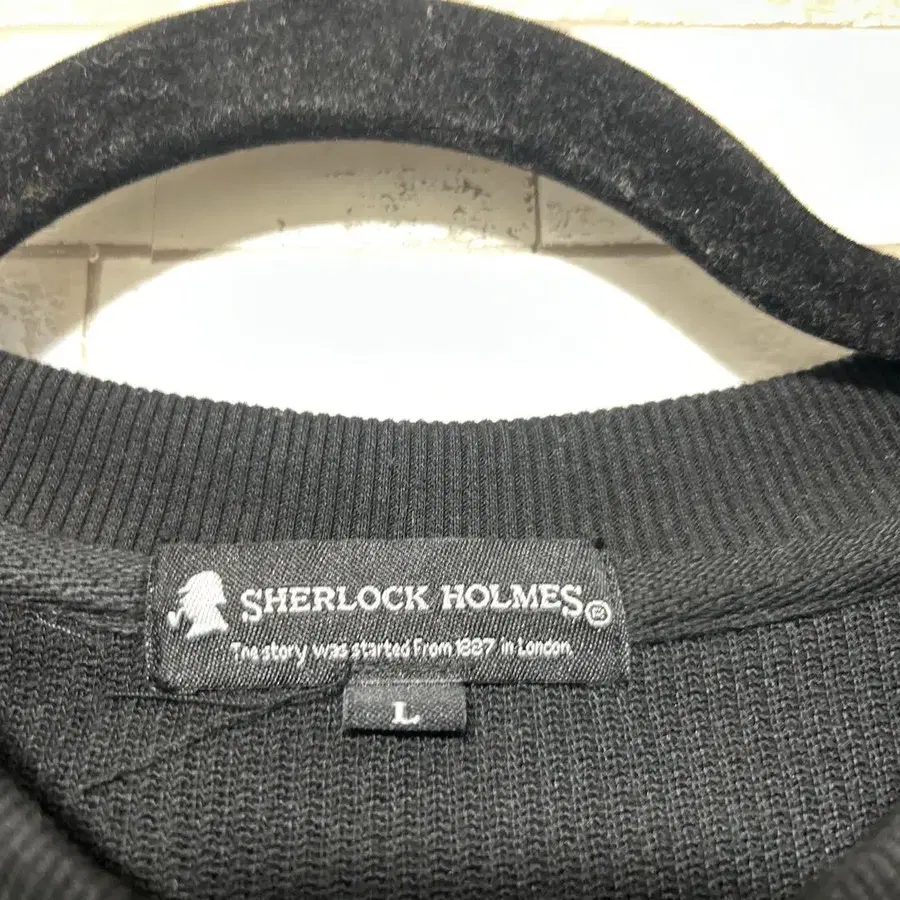 SHERLOCK HOLMES®
The story was started from 1887 in London.
L